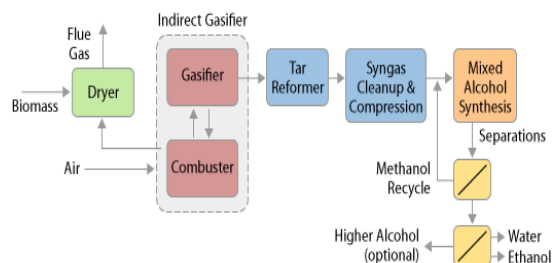 Indirect Gasifier
Flue
Gas
Biomass
Dryer
Gasifier
Combuster
Air
Tar
Reformer
Syngas
Cleanup &
Compression
Mixed
Alcohol
Synthesis
Separations
Methanol
Recycle
Higher Alcohol
(optional)
Water
Ethanol